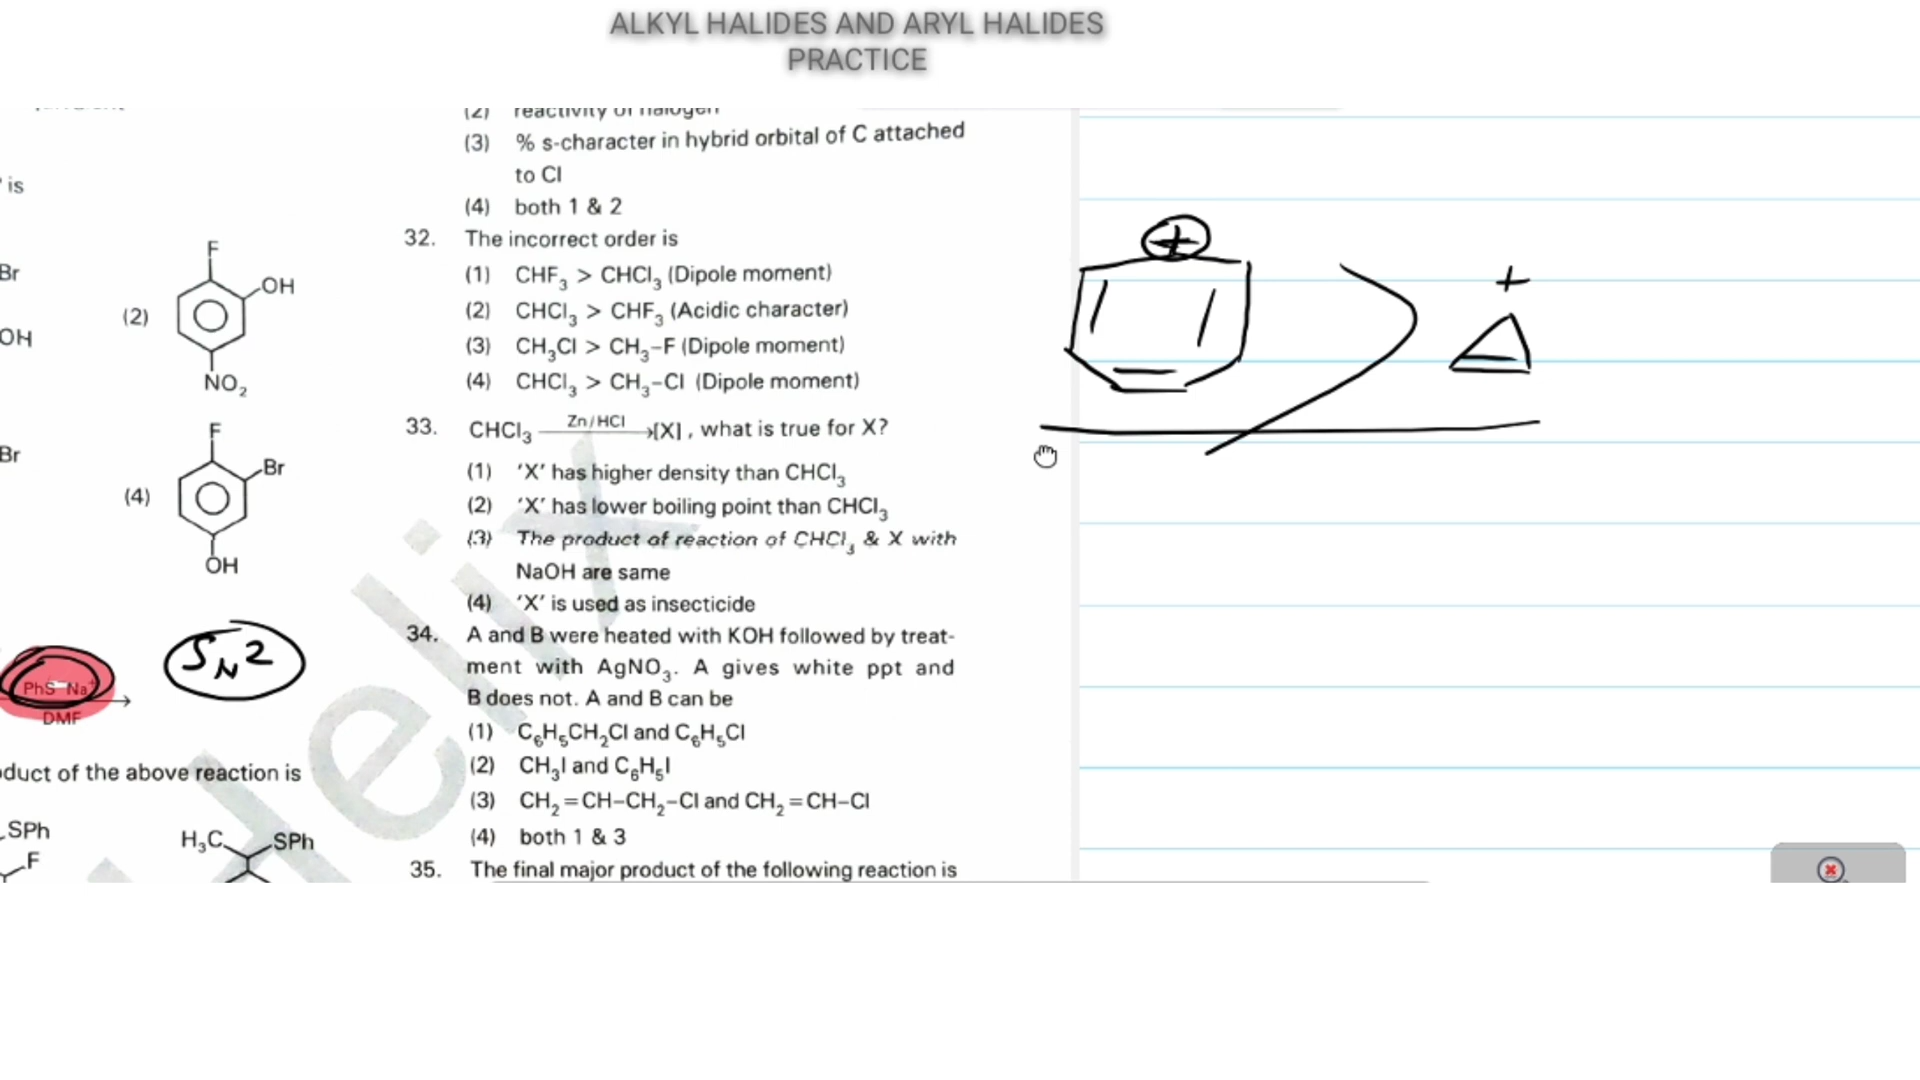 ALKYL HALIDES AND ARYL HALIDES
PRACTICE
is
Br
OH
(2)
F
OH
NO2
Br
(4)
F
Br
OH
PhS⁻Na⁺
DMF
SN2
duct of the above reaction is
SPh
F
H3C
SPh
(2) reactivity of halogen
(3) % s-character in hybrid orbital of C attached
to Cl
(4) both 1 & 2
32. The incorrect order is
(1) CHF3 > CHCl3 (Dipole moment)
(2) CHCl3 > CHF3 (Acidic character)
(3) CH3Cl > CH3–F (Dipole moment)
(4) CHCl3 > CH3–Cl (Dipole moment)
33. CHCl3 Zn/HCl →[X] , what is true for X?
(1) ‘X’ has higher density than CHCl3
(2) ‘X’ has lower boiling point than CHCl3
(3) The product of reaction of CHCl3 & X with
NaOH are same
(4) ‘X’ is used as insecticide
34. A and B were heated with KOH followed by treat-
ment with AgNO3. A gives white ppt and
B does not. A and B can be
(1) C6H5CH2Cl and C6H5Cl
(2) CH3I and C6H5I
(3) CH2=CH–CH2–Cl and CH2=CH–Cl
(4) both 1 & 3
35. The final major product of the following reaction is
Helix
+
+